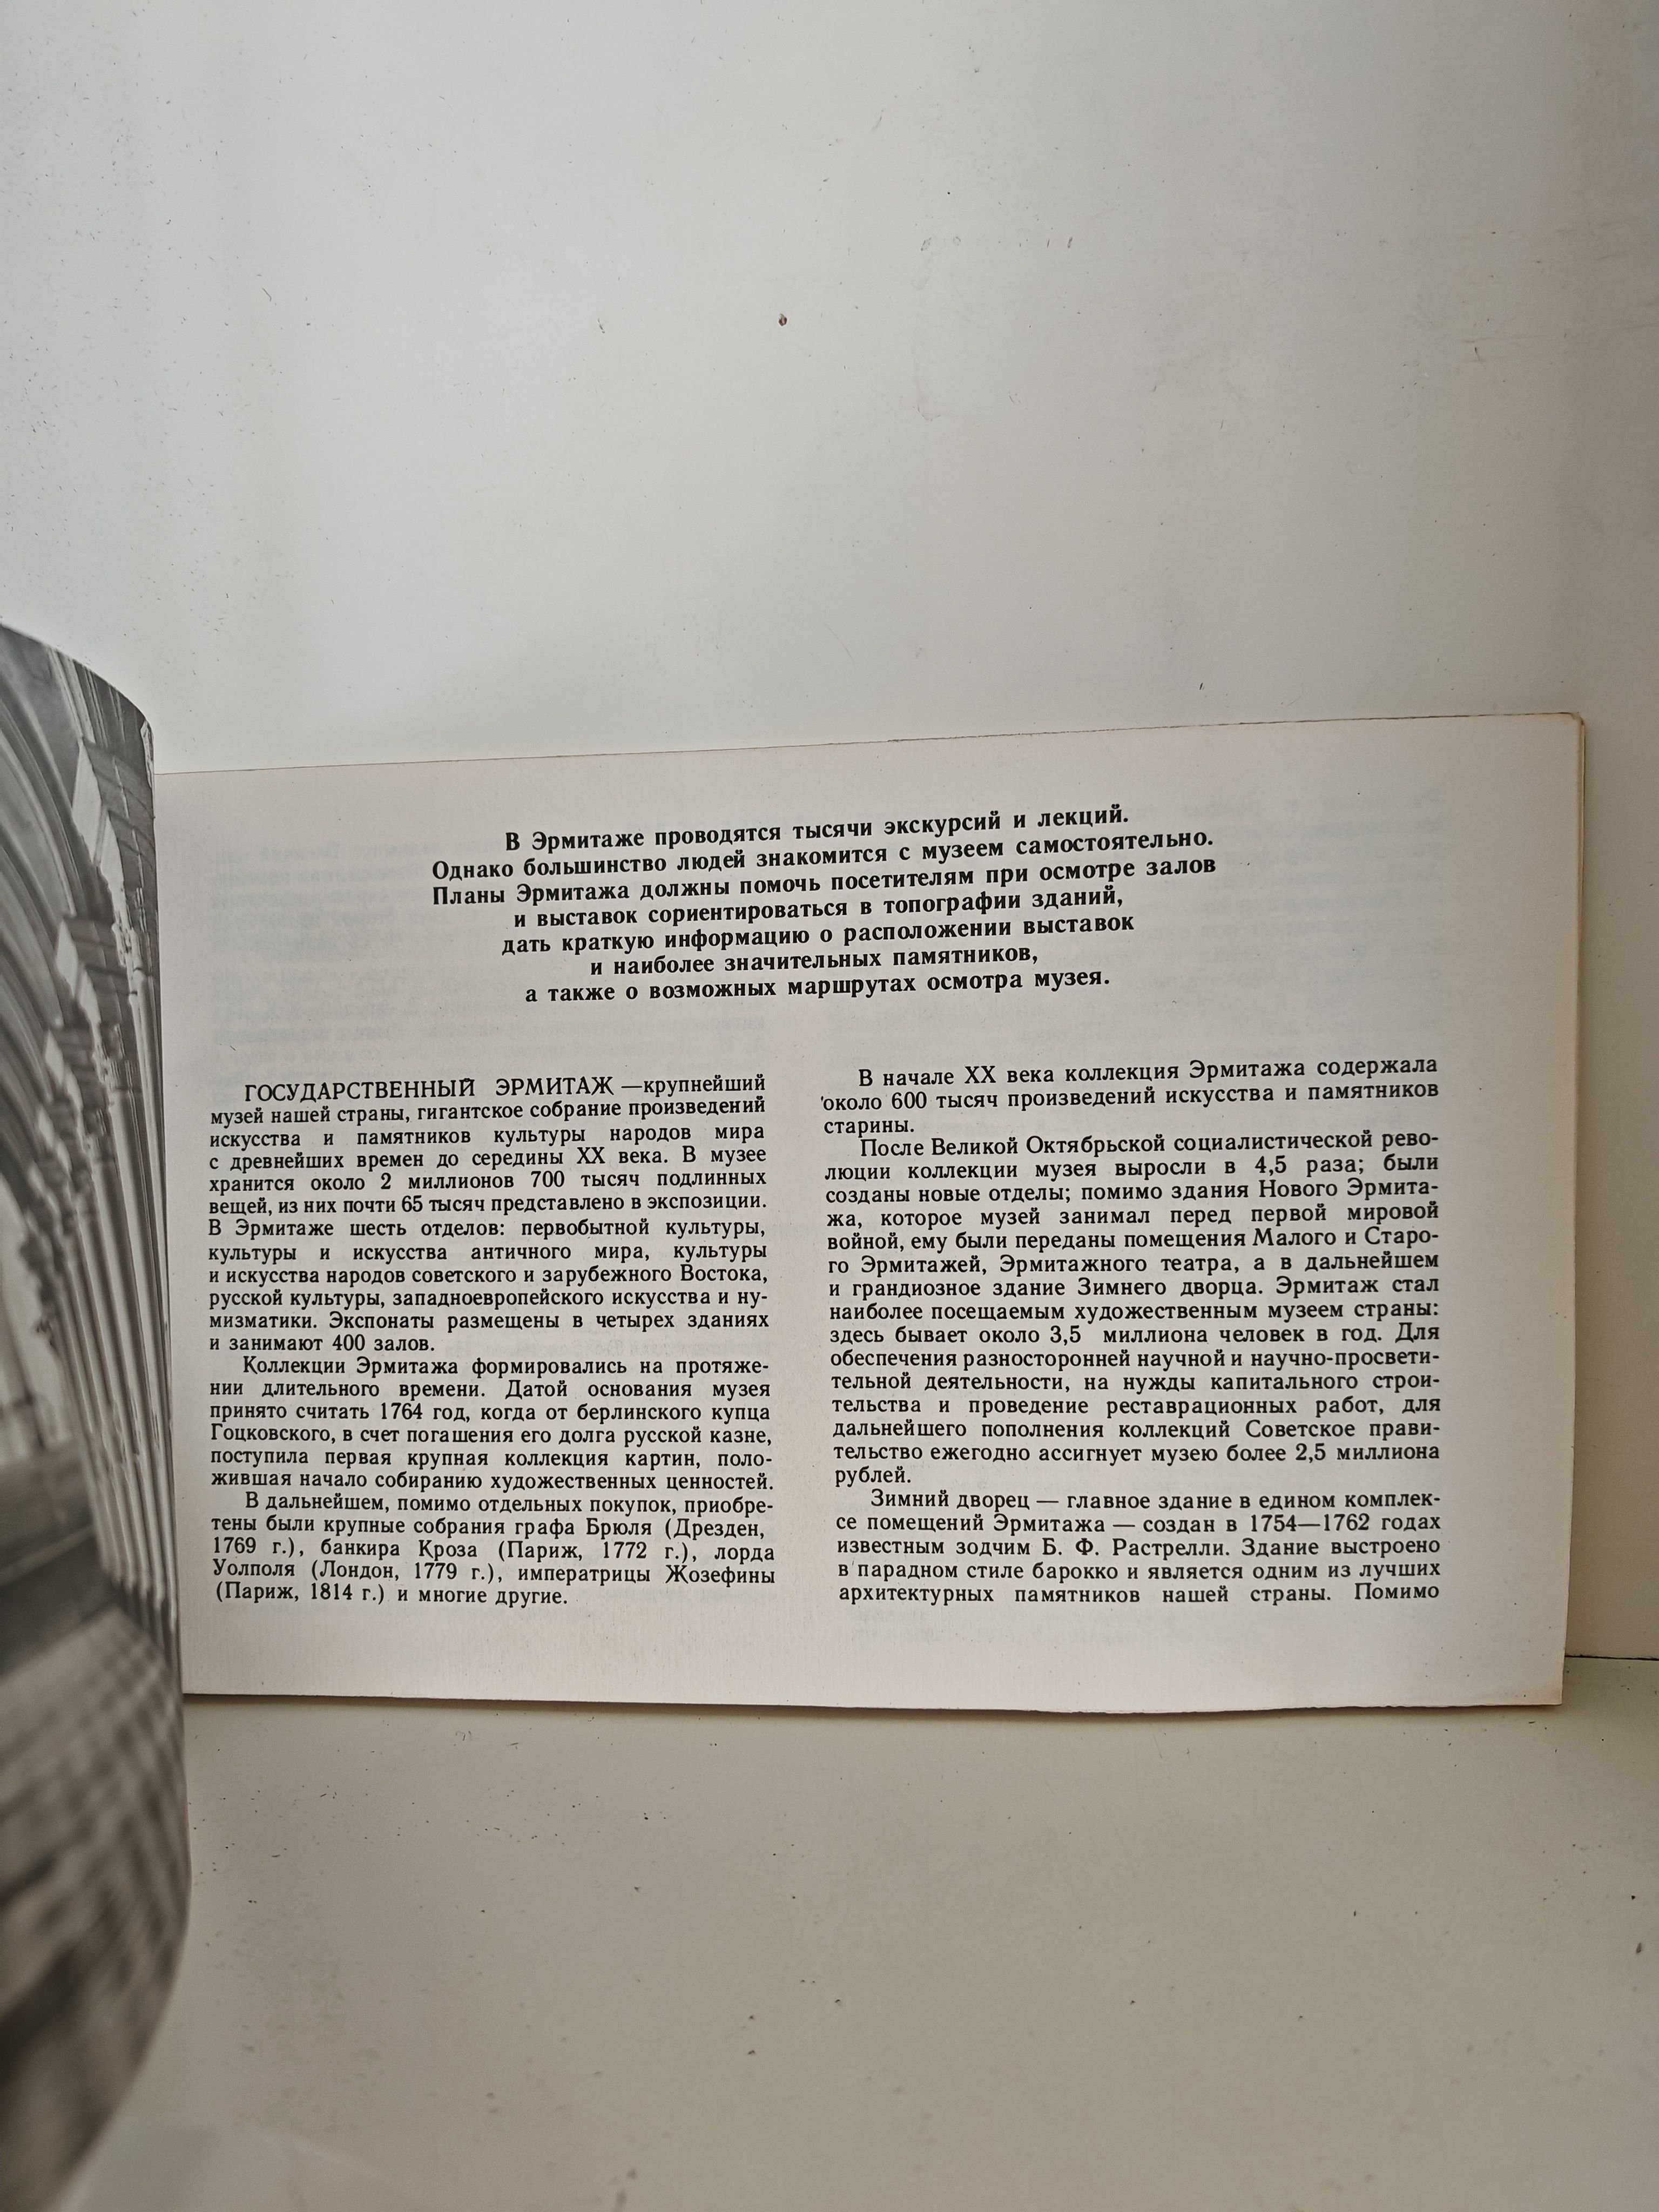 В Эрмитаже проводятся тысячи экскурсий и лекций.
Однако большинство людей знакомится с музеем самостоятельно.
Планы Эрмитажа должны помочь посетителям при осмотре залов
и выставок сориентироваться в топографии зданий,
дать краткую информацию о расположении выставок
и наиболее значительных памятников,
а также о возможных маршрутах осмотра музея.
ГОСУДАРСТВЕННЫЙ ЭРМИТАЖ —крупнейший
музей нашей страны, гигантское собрание произведений
искусства и памятников культуры народов мира
с древнейших времен до середины XX века. В музее
хранится около 2 миллионов 700 тысяч подлинных
вещей, из них почти 65 тысяч представлено в экспозиции.
В Эрмитаже шесть отделов: первобытной культуры,
культуры и искусства античного мира, культуры
и искусства народов советского и зарубежного Востока,
русской культуры, западноевропейского искусства и ну-
мизматики. Экспонаты размещены в четырех зданиях
и занимают 400 залов.
Коллекции Эрмитажа формировались на протяже-
нии длительного времени. Датой основания музея
принято считать 1764 год, когда от берлинского купца
Гоцковского, в счет погашения его долга русской казне,
поступила первая крупная коллекция картин, поло-
жившая начало собиранию художественных ценностей.
В дальнейшем, помимо отдельных покупок, приобре-
тены были крупные собрания графа Брюля (Дрезден,
1769 г.), банкира Кроза (Париж, 1772 г.), лорда
Уолполя (Лондон, 1779 г.), императрицы Жозефины
(Париж, 1814 г.) и многие другие.
В начале XX века коллекция Эрмитажа содержала
около 600 тысяч произведений искусства и памятников
старины.
После Великой Октябрьской социалистической рево-
люции коллекции музея выросли в 4,5 раза; были
созданы новые отделы; помимо здания Нового Эрмита-
жа, которое музей занимал перед первой мировой
войной, ему были переданы помещения Малого и Старо-
го Эрмитажей, Эрмитажного театра, а в дальнейшем
и грандиозное здание Зимнего дворца. Эрмитаж стал
наиболее посещаемым художественным музеем страны:
здесь бывает около 3,5 миллиона человек в год. Для
обеспечения разносторонней научной и научно-просвети-
тельной деятельности, на нужды капитального строи-
тельства и проведение реставрационных работ, для
дальнейшего пополнения коллекций Советское прави-
тельство ежегодно ассигнует музею более 2,5 миллиона
рублей.
Зимний дворец — главное здание в едином комплек-
се помещений Эрмитажа — создан в 1754—1762 годах
известным зодчим Б. Ф. Растрелли. Здание выстроено
в парадном стиле барокко и является одним из лучших
архитектурных памятников нашей страны. Помимо